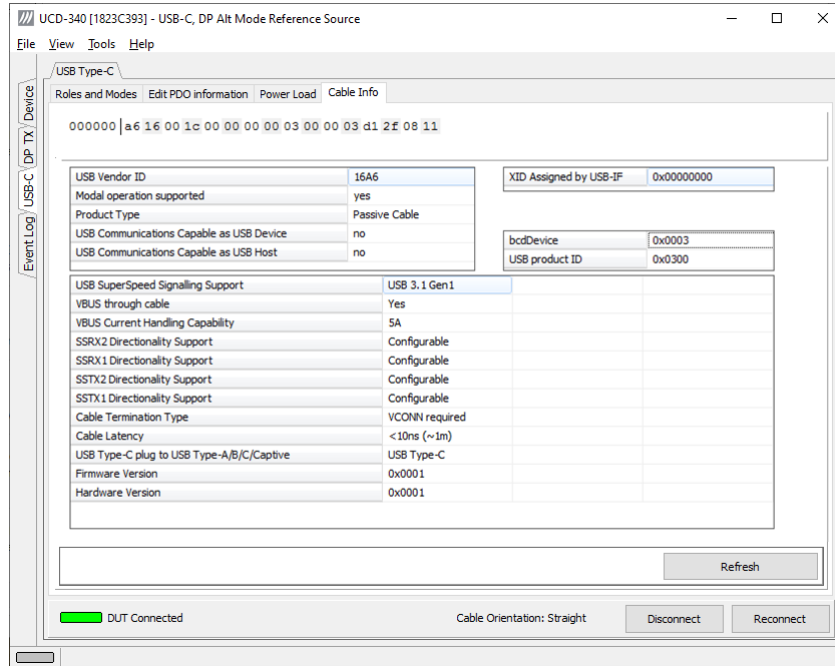 UCD-340 [1823C393] - USB-C, DP Alt Mode Reference Source
File View Tools Help
Device
DP TX
USB-C
Event Log
USB Type-C
Roles and Modes Edit PDO information Power Load Cable Info
000000 a6 16 00 1c 00 00 00 00 03 00 00 03 d1 2f 08 11
USB Vendor ID 16A6
Modal operation supported yes
Product Type Passive Cable
USB Communications Capable as USB Device no
USB Communications Capable as USB Host no
XID Assigned by USB-IF 0x00000000
bcdDevice 0x0003
USB product ID 0x0300
USB SuperSpeed Signalling Support USB 3.1 Gen1
VBUS through cable Yes
VBUS Current Handling Capability 5A
SSRX2 Directionality Support Configurable
SSRX1 Directionality Support Configurable
SSTX2 Directionality Support Configurable
SSTX1 Directionality Support Configurable
Cable Termination Type VCONN required
Cable Latency <10ns (~1m)
USB Type-C plug to USB Type-A/B/C/Captive USB Type-C
Firmware Version 0x0001
Hardware Version 0x0001
Refresh
DUT Connected Cable Orientation: Straight Disconnect Reconnect